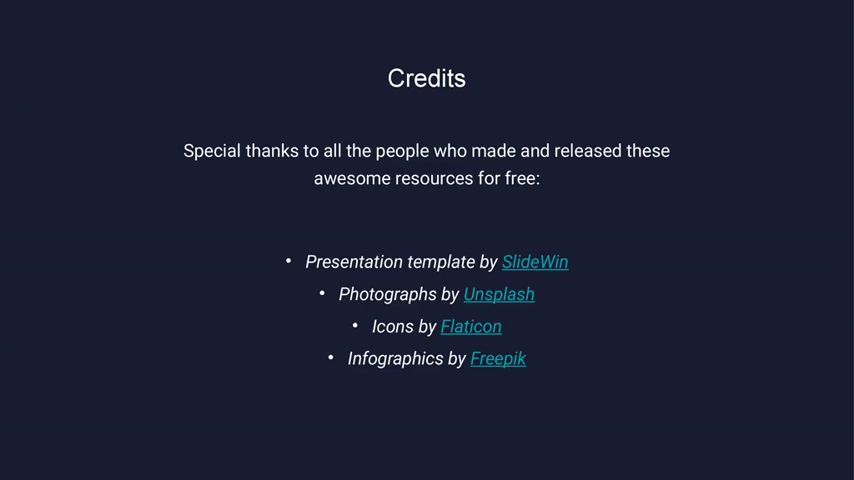 Credits
Special thanks to all the people who made and released these
awesome resources for free:
• Presentation template by SlideWin
• Photographs by Unsplash
• Icons by Flaticon
• Infographics by Freepik